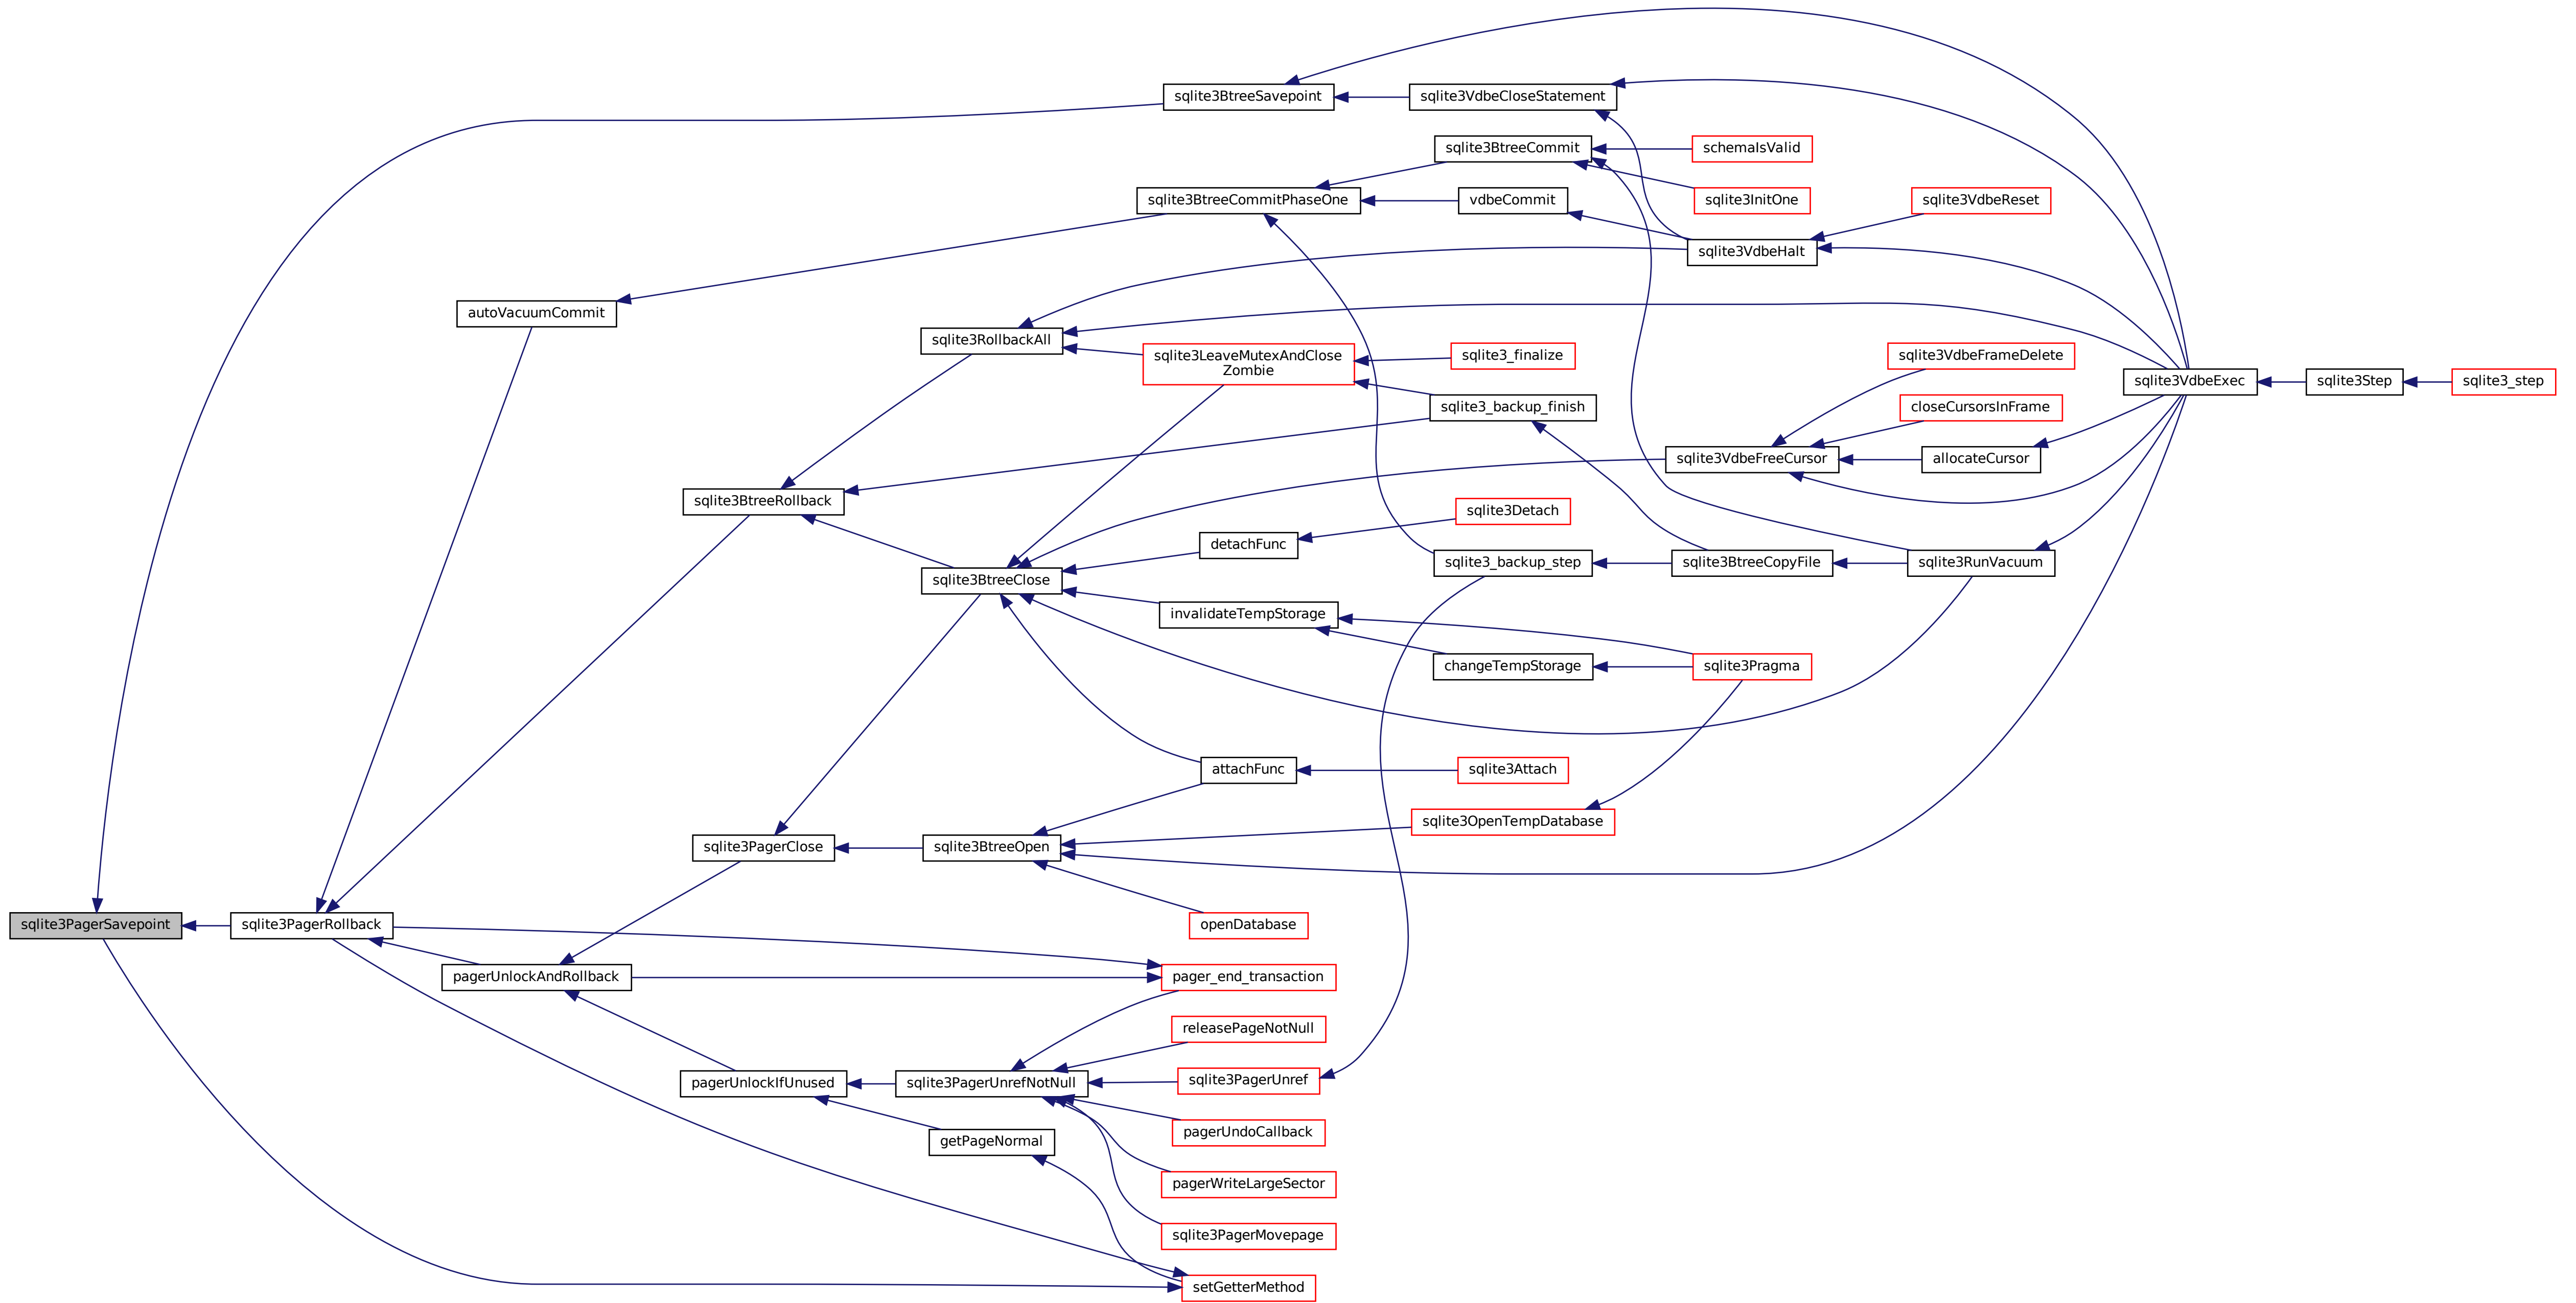 sqlite3BtreeSavepoint
sqlite3VdbeCloseStatement
sqlite3BtreeCommit
schemaIsValid
sqlite3BtreeCommitPhaseOne
vdbeCommit
sqlite3InitOne
sqlite3VdbeReset
sqlite3VdbeHalt
autoVacuumCommit
sqlite3RollbackAll
sqlite3LeaveMutexAndClose
Zombie
sqlite3_finalize
sqlite3VdbeFrameDelete
sqlite3VdbeExec
sqlite3Step
sqlite3_step
sqlite3_backup_finish
closeCursorsInFrame
sqlite3VdbeFreeCursor
allocateCursor
sqlite3BtreeRollback
sqlite3Detach
detachFunc
sqlite3BtreeClose
sqlite3_backup_step
sqlite3BtreeCopyFile
sqlite3RunVacuum
invalidateTempStorage
changeTempStorage
sqlite3Pragma
attachFunc
sqlite3Attach
sqlite3OpenTempDatabase
sqlite3PagerClose
sqlite3BtreeOpen
sqlite3PagerSavepoint
sqlite3PagerRollback
openDatabase
pagerUnlockAndRollback
pager_end_transaction
releasePageNotNull
pagerUnlockIfUnused
sqlite3PagerUnrefNotNull
sqlite3PagerUnref
pagerUndoCallback
getPageNormal
pagerWriteLargeSector
sqlite3PagerMovepage
setGetterMethod